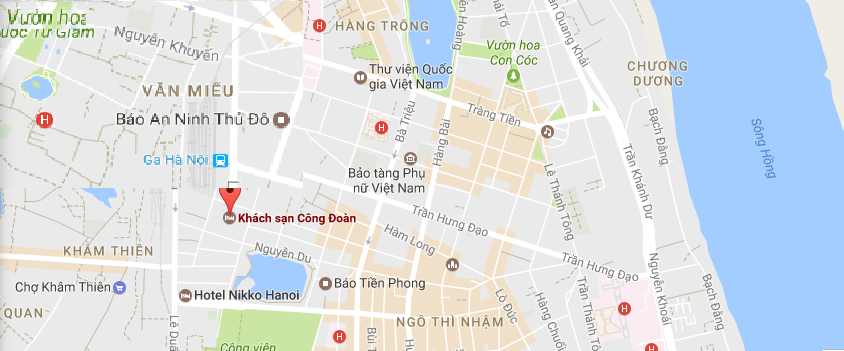 Vườn hoa
HÀNG TRỐNG
Nguyễn Khuyến
Thư viện Quốc
gia Việt Nam
Vườn hoa
Con Cóc
Trần Quang Khải
CHƯƠNG
DƯƠNG
VĂN MIẾU
Báo An Ninh Thủ Đô
Bà Triệu
Hàng Bài
Tràng Tiền
Bạch Đằng
Sông Hồng
Ga Hà Nội
Bảo tàng Phụ
nữ Việt Nam
Lê Thánh Tông
Trần Khánh Dư
Khách sạn Công Đoàn
Trần Hưng Đạo
KHÂM THIÊN
Nguyễn Du
Hàm Long
Trần Hưng Đạo
Nguyễn Khoái
Chợ Khâm Thiên
Hotel Nikko Hanoi
Báo Tiền Phong
Bạch Đằng
QUAN
NGÔ THÌ NHẬM
Lò Đúc
Hàng Chuối
Trần Thánh Tông
Lê Duẩn
Công viên